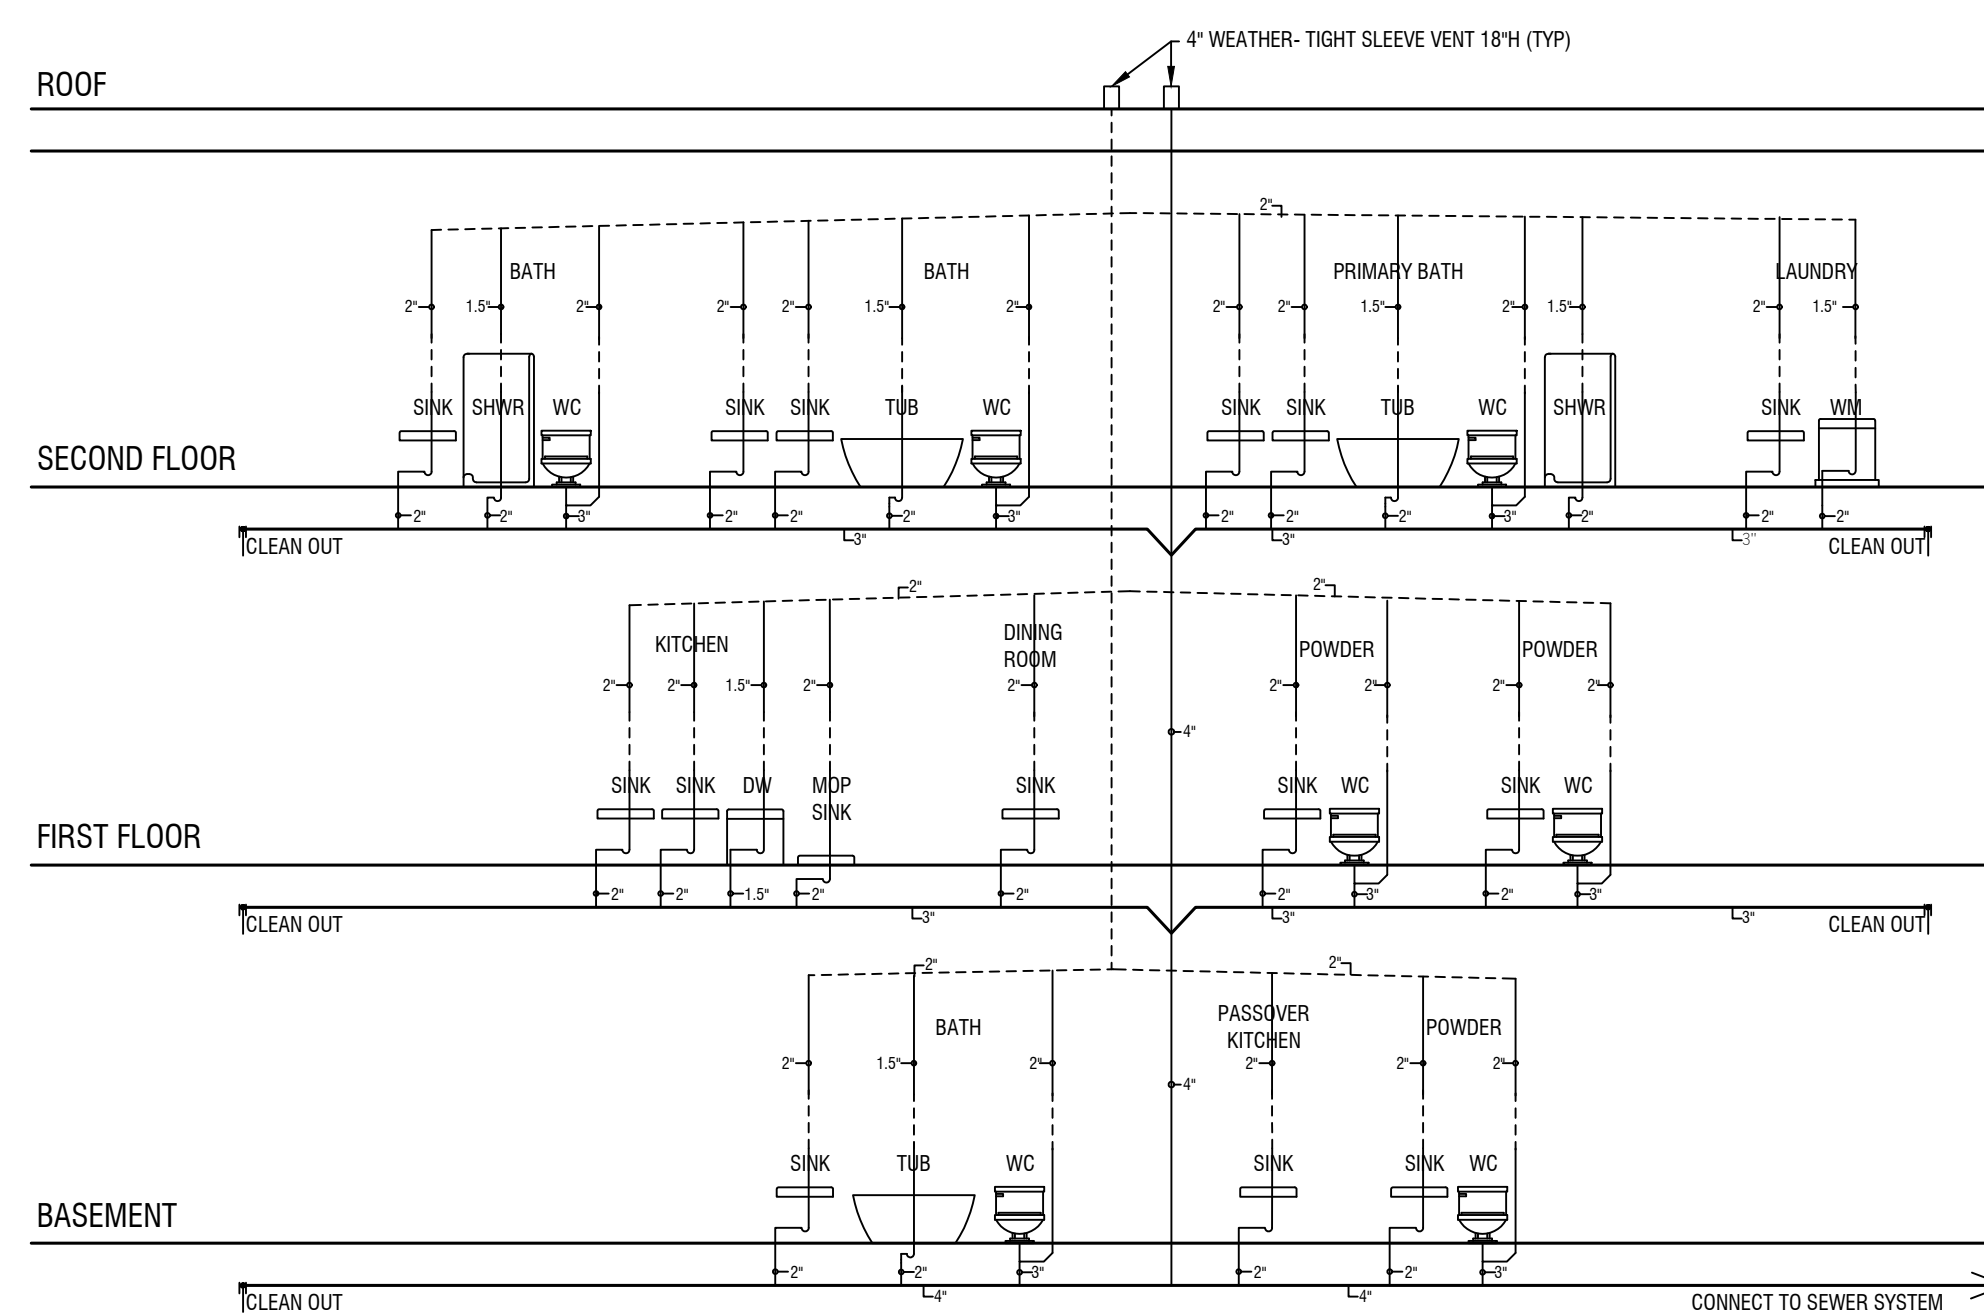 4" WEATHER- TIGHT SLEEVE VENT 18"H (TYP)
ROOF
2"
BATH BATH PRIMARY BATH LAUNDRY
2" 1.5" 2" 2" 2" 1.5" 2" 2" 2" 1.5" 2" 1.5" 2" 1.5"
SINK SHWR WC SINK SINK TUB WC SINK SINK TUB WC SHWR SINK WM
SECOND FLOOR
2" 2" 3" 2" 2" 2" 3" 2" 2" 2" 3" 2" 2" 2"
3" 3" 3"
CLEAN OUT CLEAN OUT
2" 2"
KITCHEN DINING POWDER POWDER
ROOM
2" 2" 1.5" 2" 2" 2" 2" 2" 2"
4"
SINK SINK DW MOP SINK SINK WC SINK WC
SINK
FIRST FLOOR
2" 2" 1.5" 2" 2" 2" 3" 2" 3"
3" 3" 3"
CLEAN OUT CLEAN OUT
2" 2"
BATH PASSOVER POWDER
KITCHEN
2" 1.5" 2" 2" 2" 2"
4"
SINK TUB WC SINK SINK WC
BASEMENT
2" 2" 3" 2" 2" 3"
4" 4"
CLEAN OUT CONNECT TO SEWER SYSTEM